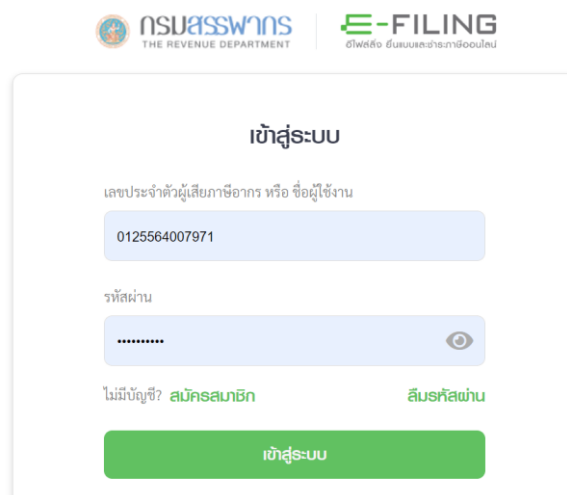 กรมสรรพากร
THE REVENUE DEPARTMENT
E-FILING
อีไฟล์ลิ่ง ยื่นแบบและชำระภาษีออนไลน์
เข้าสู่ระบบ
เลขประจำตัวผู้เสียภาษีอากร หรือ ชื่อผู้ใช้งาน
0125564007971
รหัสผ่าน
••••••••••
ไม่มีบัญชี? สมัครสมาชิก ลืมรหัสผ่าน
เข้าสู่ระบบ